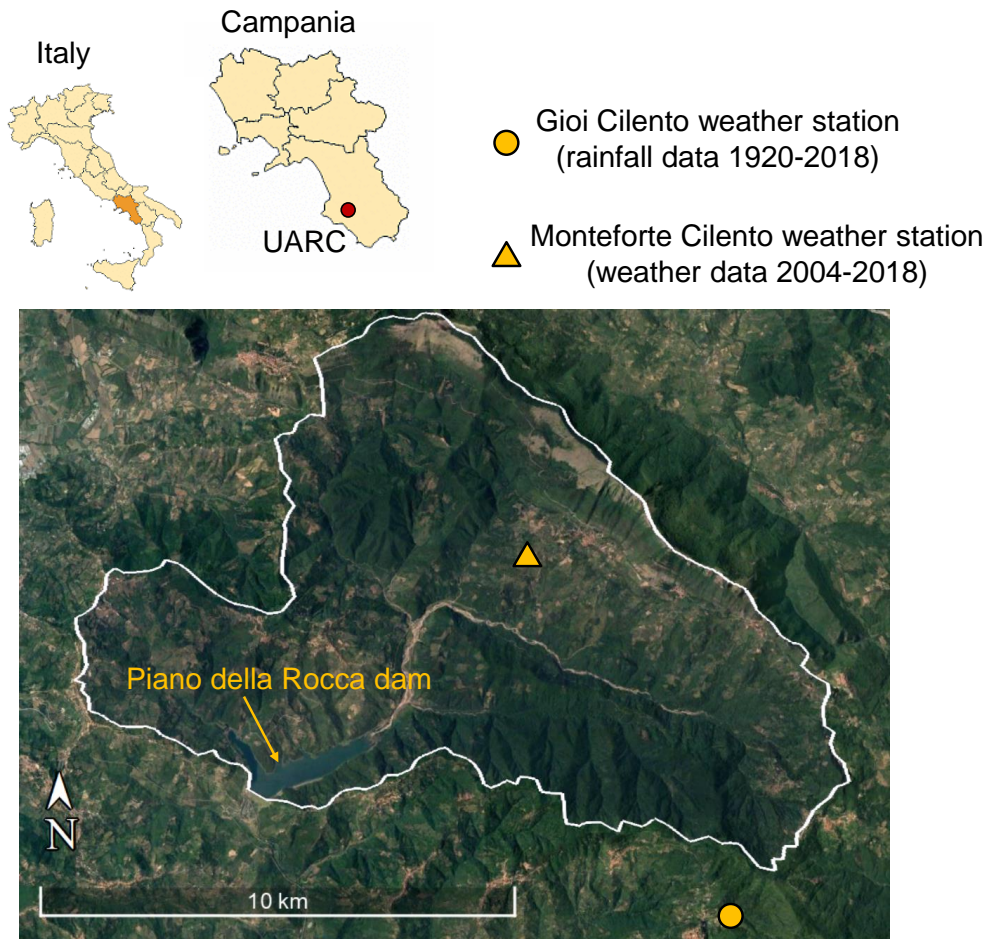 Italy
Campania
UARC
Gioi Cilento weather station
(rainfall data 1920-2018)
Monteforte Cilento weather station
(weather data 2004-2018)
Piano della Rocca dam
N
10 km